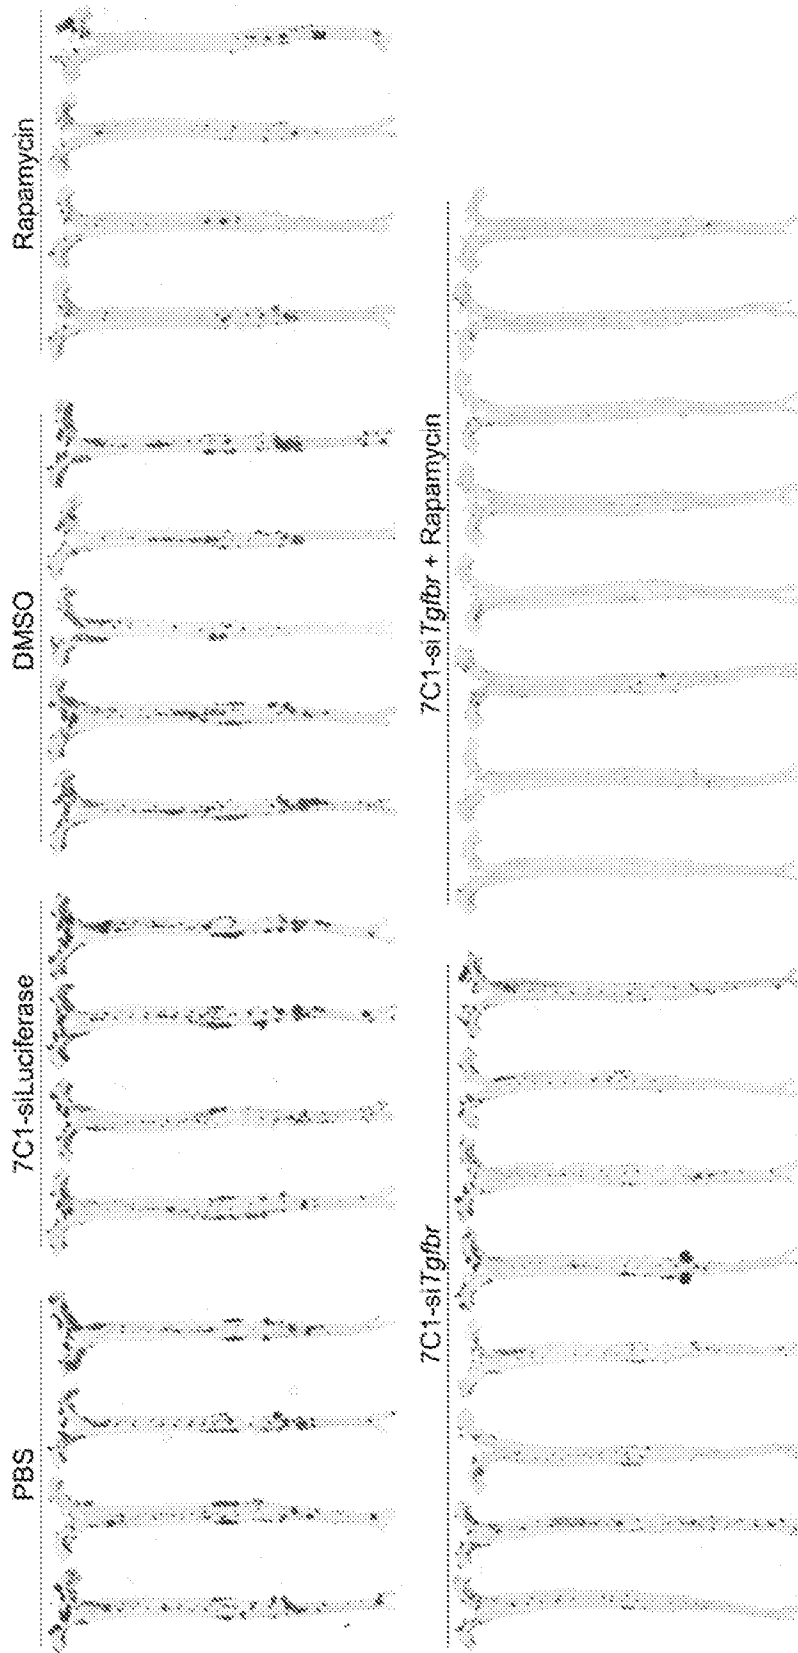 PBS
7C1-siLuciferase
DMSO
Rapamycin
7C1-siTgfbr
7C1-siTgfbr + Rapamycin